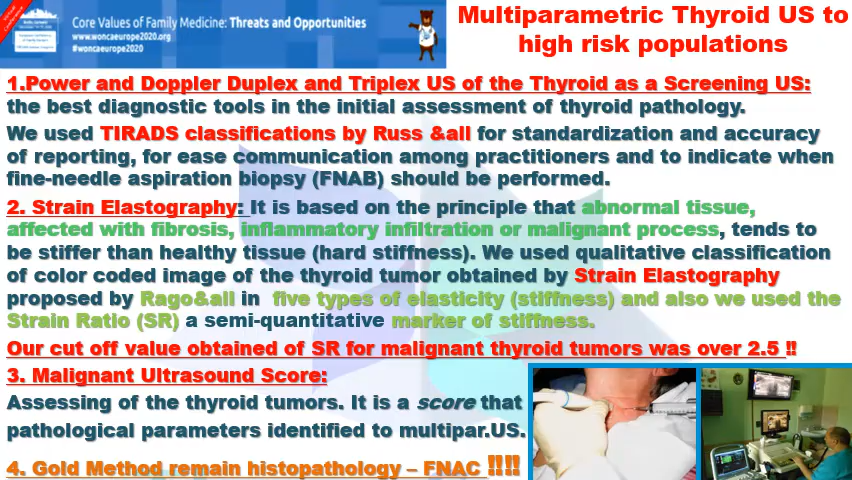 Core Values of Family Medicine: Threats and Opportunities
www.woncaeurope2020.org
#woncaeurope2020
Multiparametric Thyroid US to
high risk populations
1.Power and Doppler Duplex and Triplex US of the Thyroid as a Screening US:
the best diagnostic tools in the initial assessment of thyroid pathology.
We used TIRADS classifications by Russ &all for standardization and accuracy
of reporting, for ease communication among practitioners and to indicate when
fine-needle aspiration biopsy (FNAB) should be performed.
2. Strain Elastography: It is based on the principle that abnormal tissue,
affected with fibrosis, inflammatory infiltration or malignant process, tends to
be stiffer than healthy tissue (hard stiffness). We used qualitative classification
of color coded image of the thyroid tumor obtained by Strain Elastography
proposed by Rago&all in five types of elasticity (stiffness) and also we used the
Strain Ratio (SR) a semi-quantitative marker of stiffness.
Our cut off value obtained of SR for malignant thyroid tumors was over 2.5 !!
3. Malignant Ultrasound Score:
Assessing of the thyroid tumors. It is a score that
pathological parameters identified to multipar.US.
4. Gold Method remain histopathology – FNAC !!!!